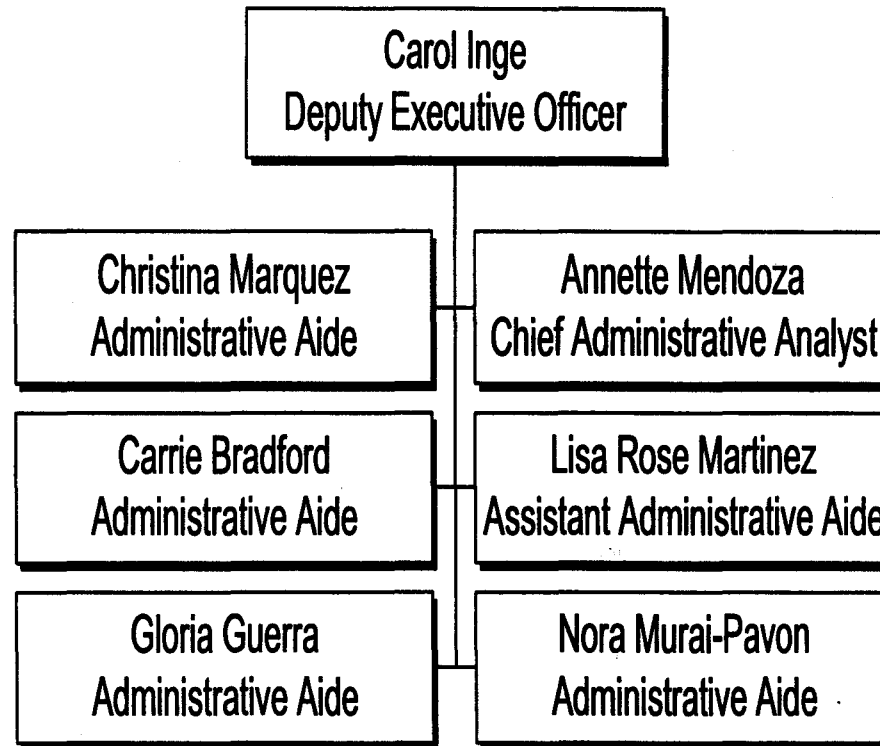 Carol Inge
Deputy Executive Officer
Christina Marquez
Administrative Aide
Annette Mendoza
Chief Administrative Analyst
Carrie Bradford
Administrative Aide
Lisa Rose Martinez
Assistant Administrative Aide
Gloria Guerra
Administrative Aide
Nora Murai-Pavon
Administrative Aide